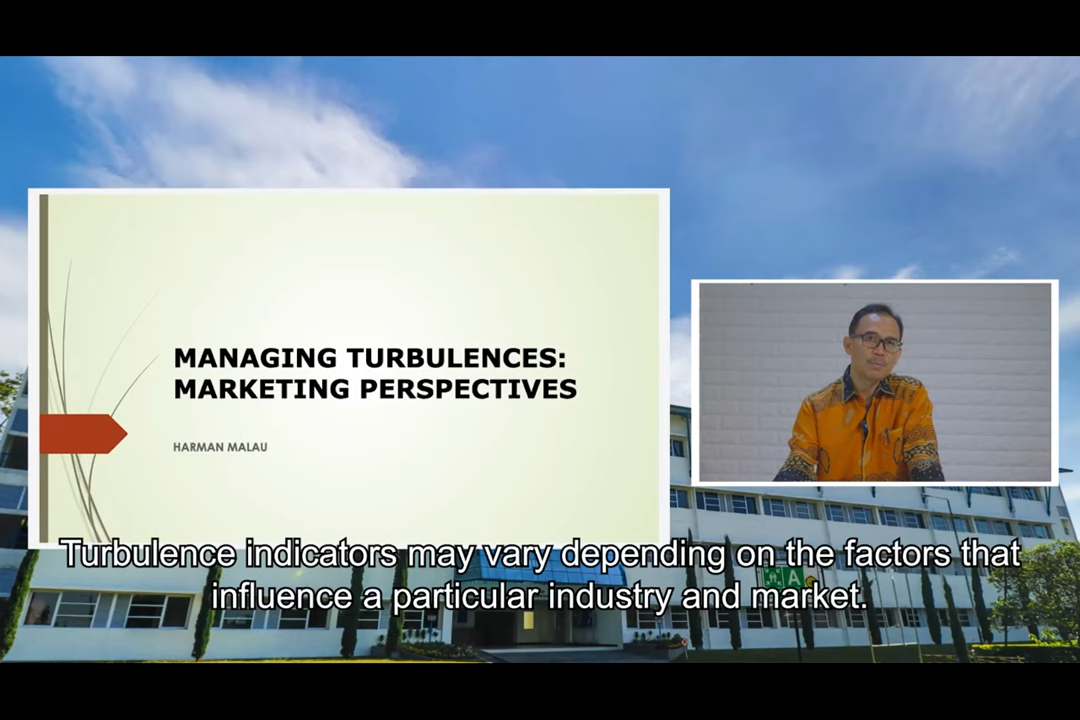 MANAGING TURBULENCES:
MARKETING PERSPECTIVES
HARMAN MALAU
Turbulence indicators may vary depending on the factors that
influence a particular industry and market.
A